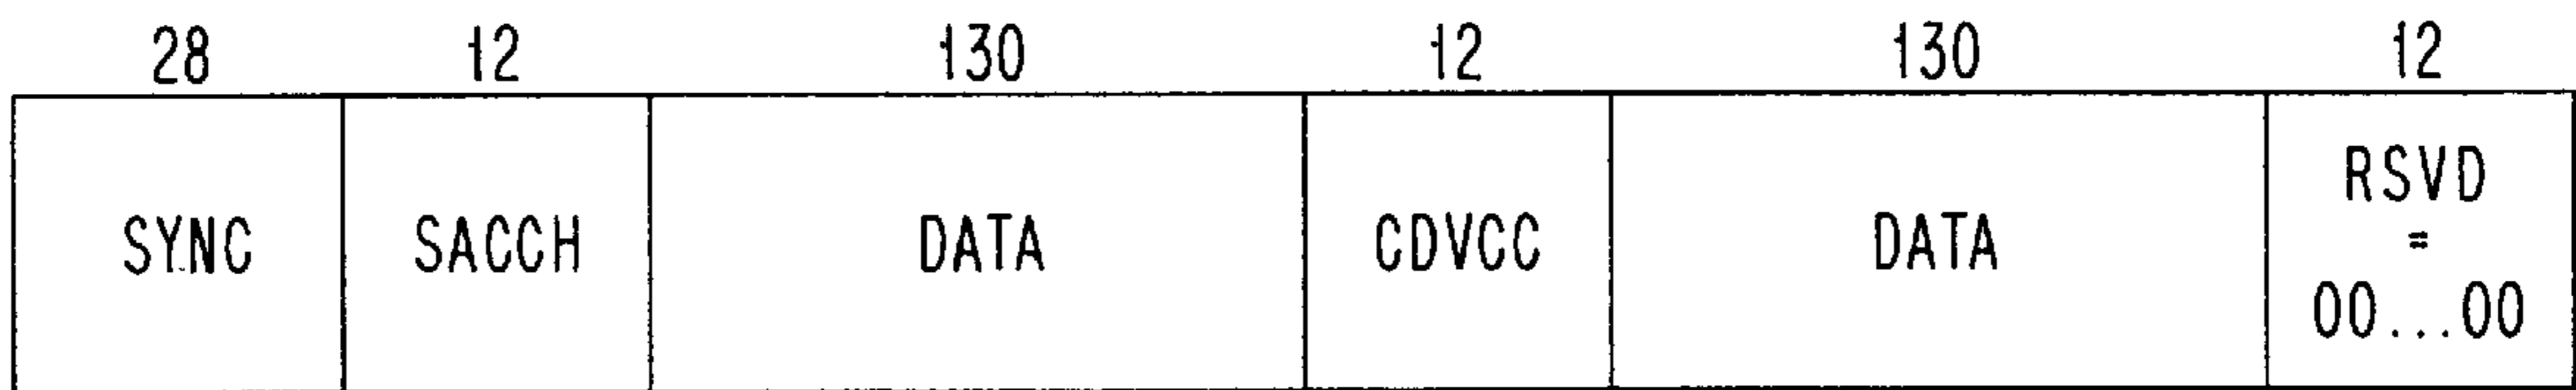 28 12 130 12 130 12
SYNC SACCH DATA CDVCC DATA RSVD
=
00...00